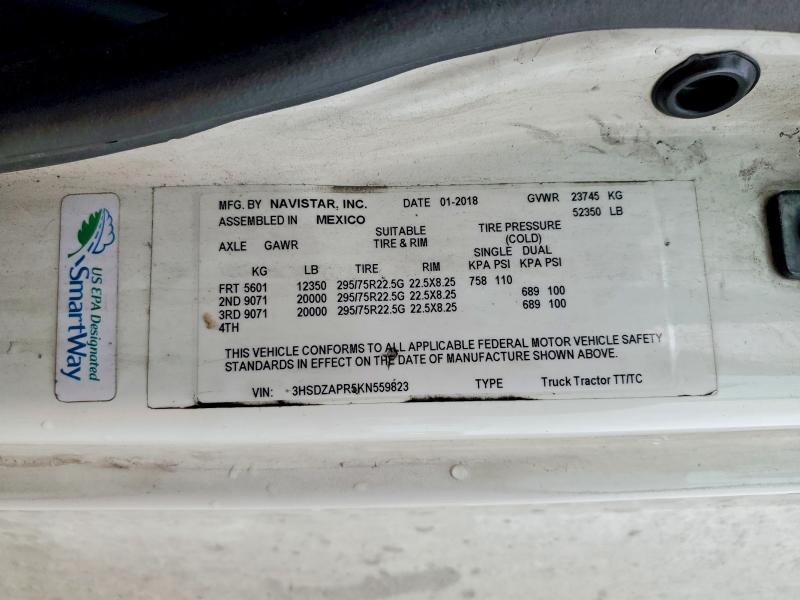 US EPA Designated
SmartWay
MFG. BY NAVISTAR, INC. DATE 01-2018 GVWR 23745 KG
ASSEMBLED IN MEXICO 52350 LB
SUITABLE TIRE PRESSURE
AXLE GAWR TIRE & RIM (COLD)
SINGLE DUAL
KG LB TIRE RIM KPA PSI KPA PSI
FRT 5601 12350 295/75R22.5G 22.5X8.25 758 110
2ND 9071 20000 295/75R22.5G 22.5X8.25 689 100
3RD 9071 20000 295/75R22.5G 22.5X8.25 689 100
4TH
THIS VEHICLE CONFORMS TO ALL APPLICABLE FEDERAL MOTOR VEHICLE SAFETY
STANDARDS IN EFFECT ON THE DATE OF MANUFACTURE SHOWN ABOVE.
VIN: 3HSDZAPR5KN559823 TYPE Truck Tractor TT/TC